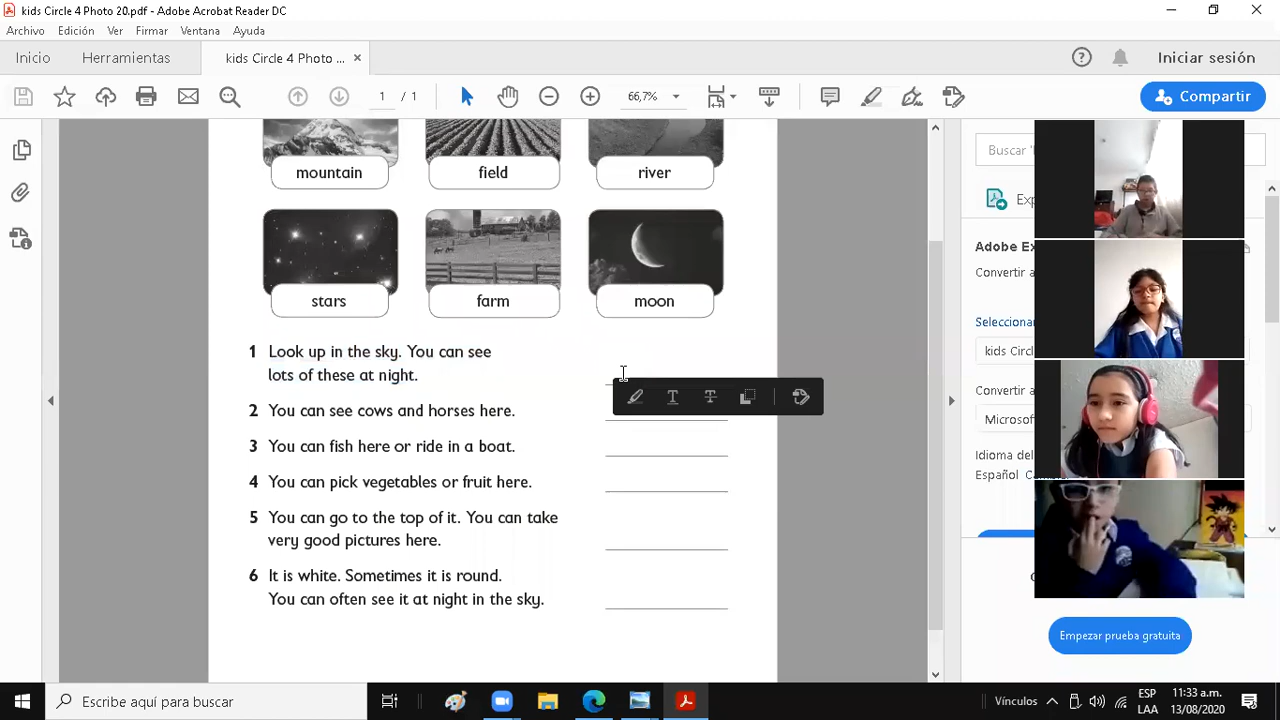 kids Circle 4 Photo 20.pdf - Adobe Acrobat Reader DC
Archivo Edición Ver Firmar Ventana Ayuda
Inicio Herramientas kids Circle 4 Photo ... × Iniciar sesión
1 / 1 66,7% Compartir
mountain field river
stars farm moon
1 Look up in the sky. You can see
lots of these at night.
2 You can see cows and horses here.
3 You can fish here or ride in a boat.
4 You can pick vegetables or fruit here.
5 You can go to the top of it. You can take
very good pictures here.
6 It is white. Sometimes it is round.
You can often see it at night in the sky.
Buscar
Adobe
Convertir a
Seleccionar
kids Circl
Convertir a
Microsof
Idioma del
Español
Empezar prueba gratuita
Escribe aquí para buscar
Vínculos ESP 11:33 a.m.
LAA 13/08/2020